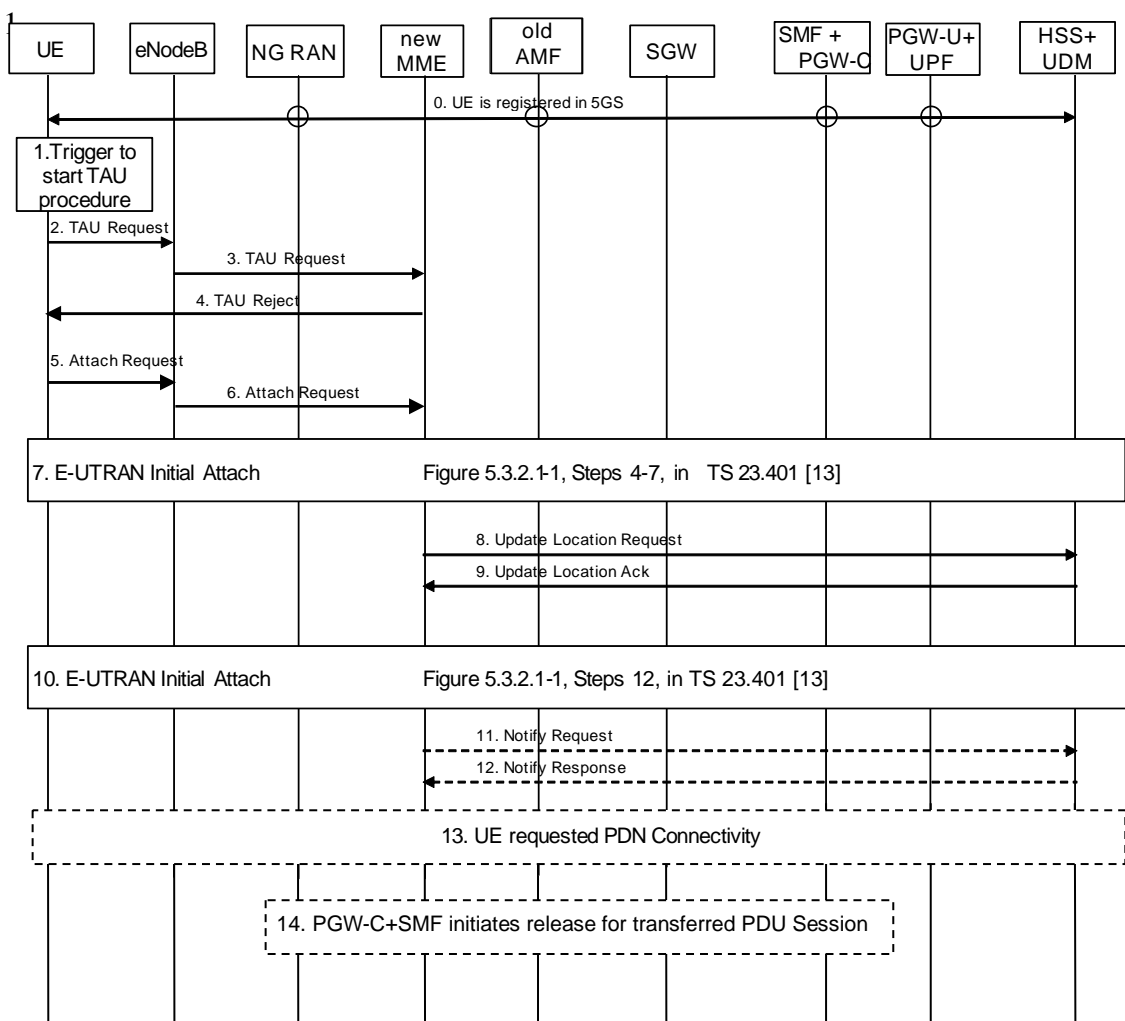 1
UE
eNodeB
NG RAN
new
MME
old
AMF
SGW
SMF +
PGW-C
PGW-U+
UPF
HSS+
UDM
0. UE is registered in 5GS
1.Trigger to
start TAU
procedure
2. TAU Request
3. TAU Request
4. TAU Reject
5. Attach Request
6. Attach Request
7. E-UTRAN Initial Attach Figure 5.3.2.1-1, Steps 4-7, in TS 23.401 [13]
8. Update Location Request
9. Update Location Ack
10. E-UTRAN Initial Attach Figure 5.3.2.1-1, Steps 12, in TS 23.401 [13]
11. Notify Request
12. Notify Response
13. UE requested PDN Connectivity
14. PGW-C+SMF initiates release for transferred PDU Session